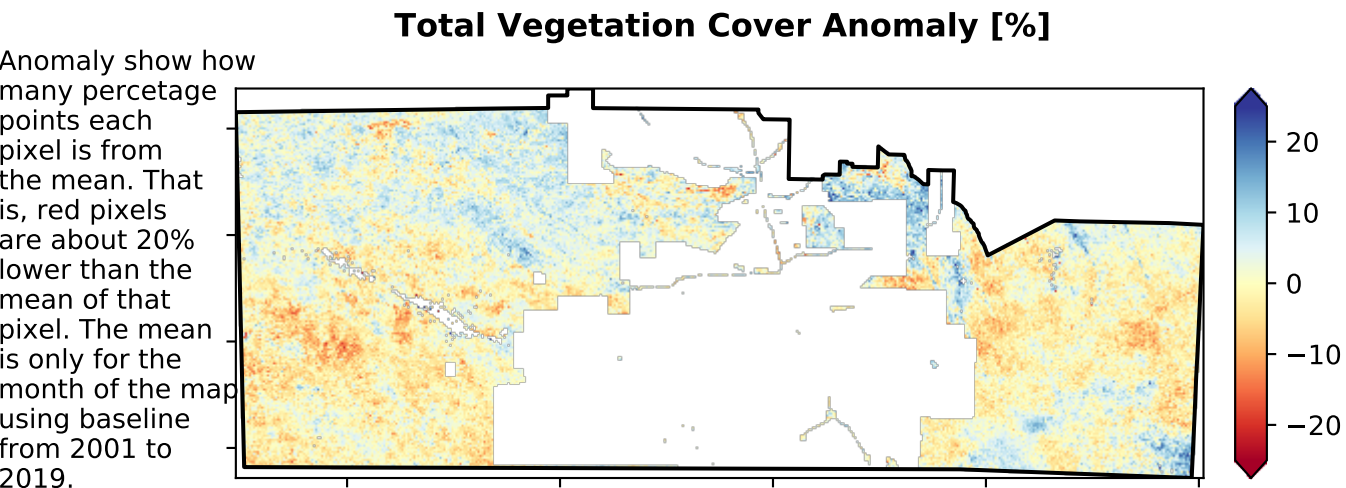 Total Vegetation Cover Anomaly [%]
Anomaly show how
many percetage
points each
pixel is from
the mean. That
is, red pixels
are about 20%
lower than the
mean of that
pixel. The mean
is only for the
month of the map
using baseline
from 2001 to
2019.
20
10
0
−10
−20